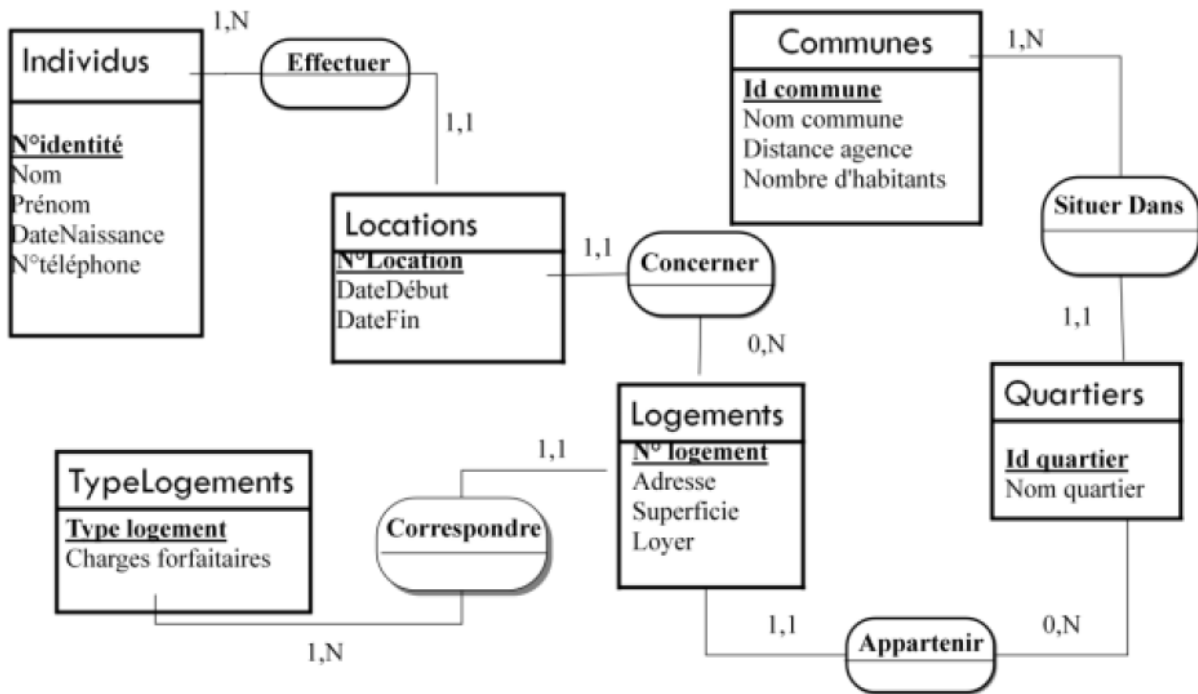 1,N
Individus
N°identité
Nom
Prénom
DateNaissance
N°téléphone
Effectuer
1,1
Locations
N°Location
DateDébut
DateFin
1,1
Concerner
0,N
Communes
Id commune
Nom commune
Distance agence
Nombre d'habitants
1,N
Situer Dans
1,1
Quartiers
Id quartier
Nom quartier
Logements
N° logement
Adresse
Superficie
Loyer
1,1
Correspondre
TypeLogements
Type logement
Charges forfaitaires
1,N
1,1
Appartenir
0,N